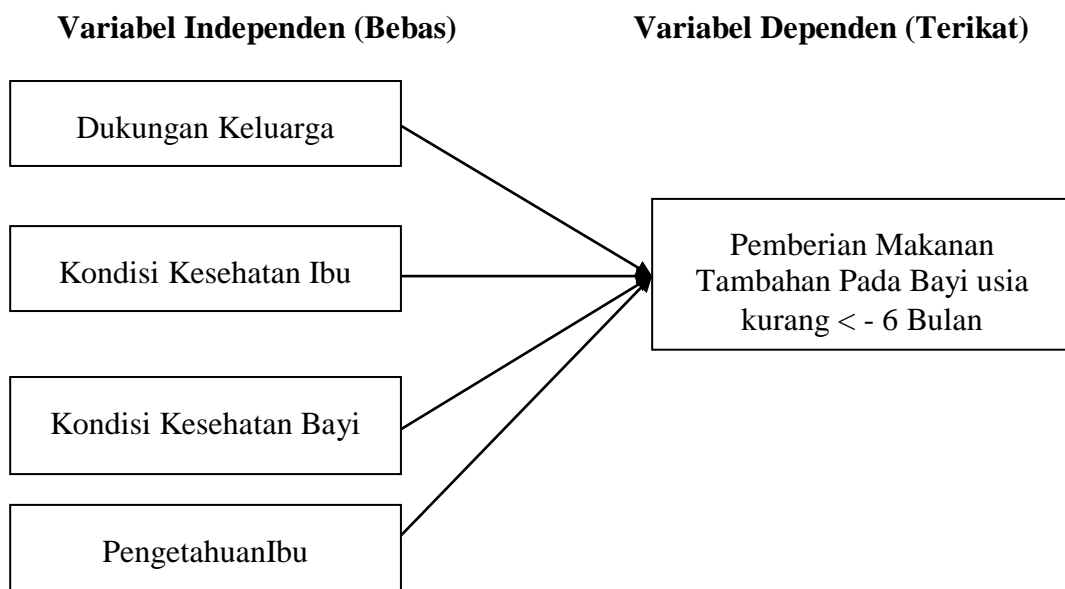 Variabel Independen (Bebas)
Variabel Dependen (Terikat)
Dukungan Keluarga
Kondisi Kesehatan Ibu
Kondisi Kesehatan Bayi
PengetahuanIbu
Pemberian Makanan
Tambahan Pada Bayi usia
kurang < - 6 Bulan